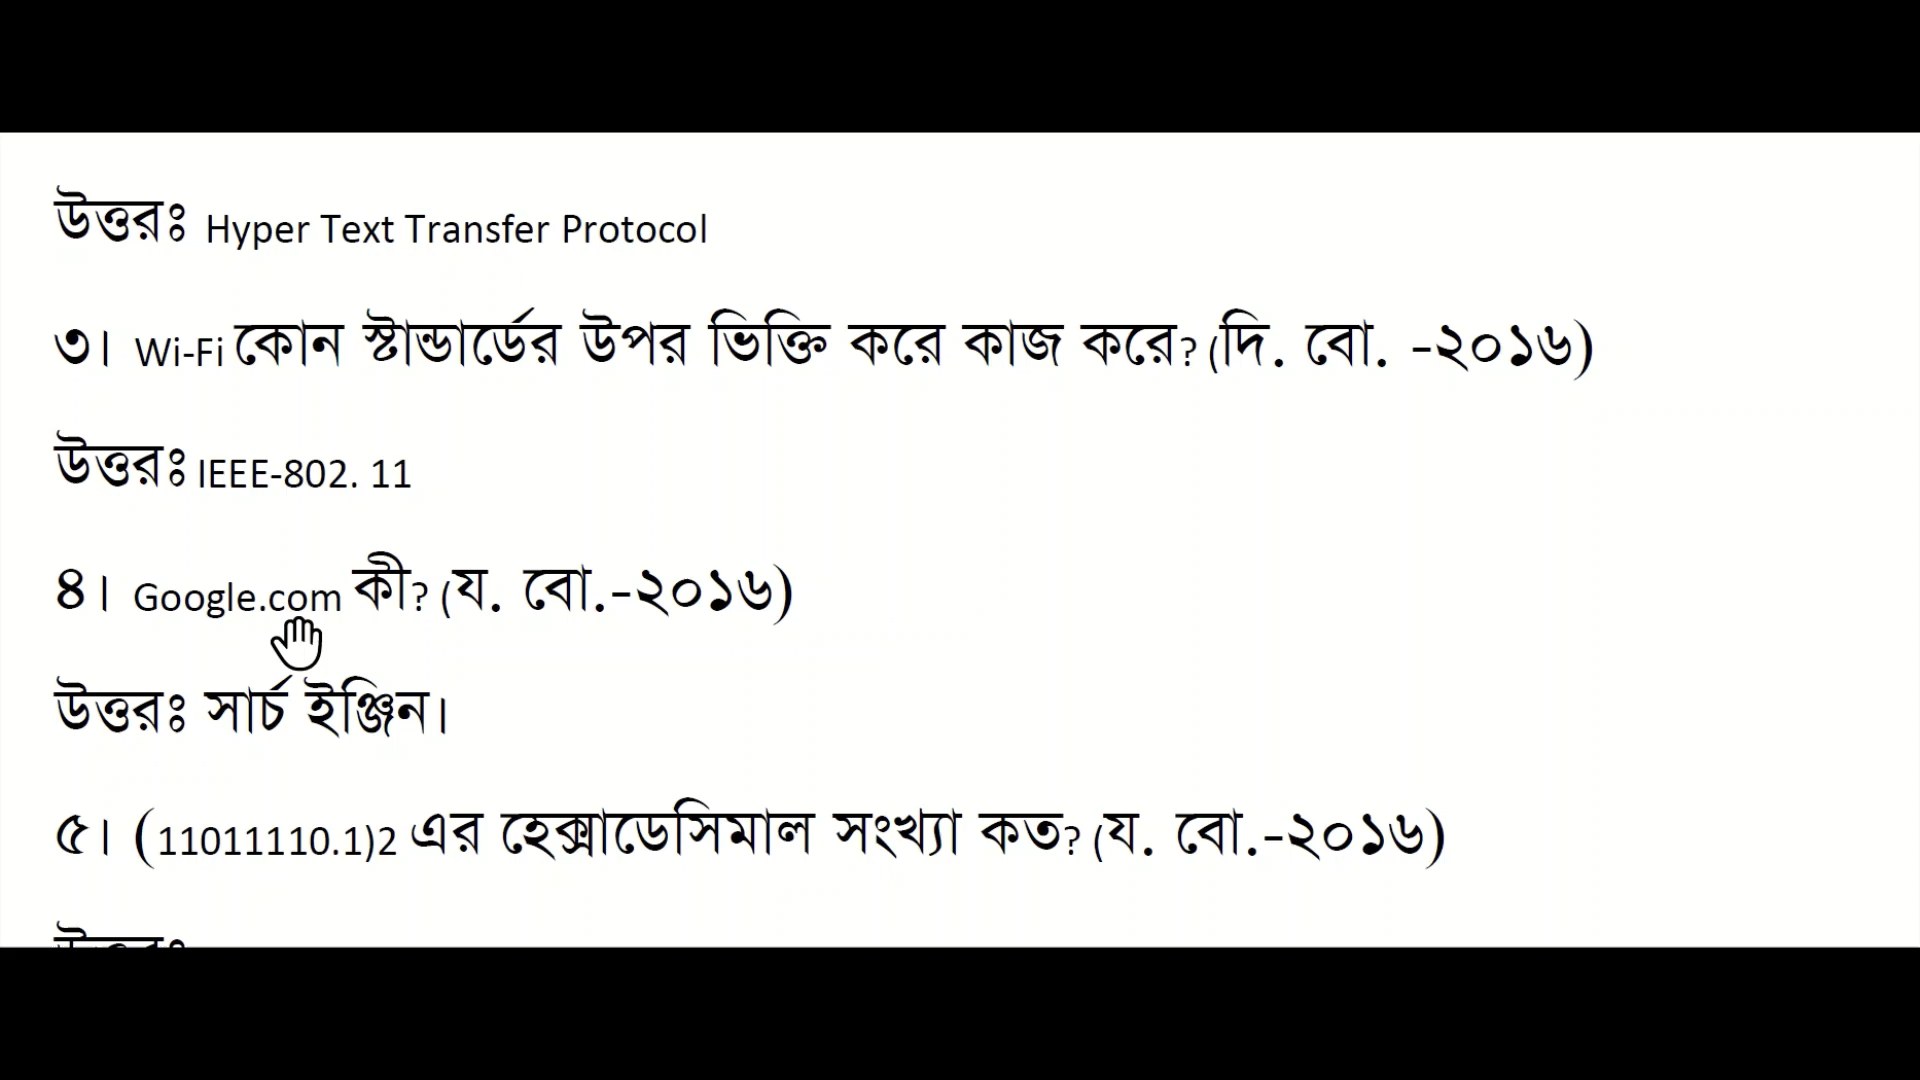 উত্তরঃ Hyper Text Transfer Protocol
৩। Wi-Fi কোন স্টান্ডার্ডের উপর ভিক্তি করে কাজ করে? (দি. বো. -২০১৬)
উত্তরঃ IEEE-802. 11
৪। Google.com কী? (য. বো.-২০১৬)
উত্তরঃ সার্চ ইঞ্জিন।
৫। (11011110.1)2 এর হেক্সাডেসিমাল সংখ্যা কত? (য. বো.-২০১৬)